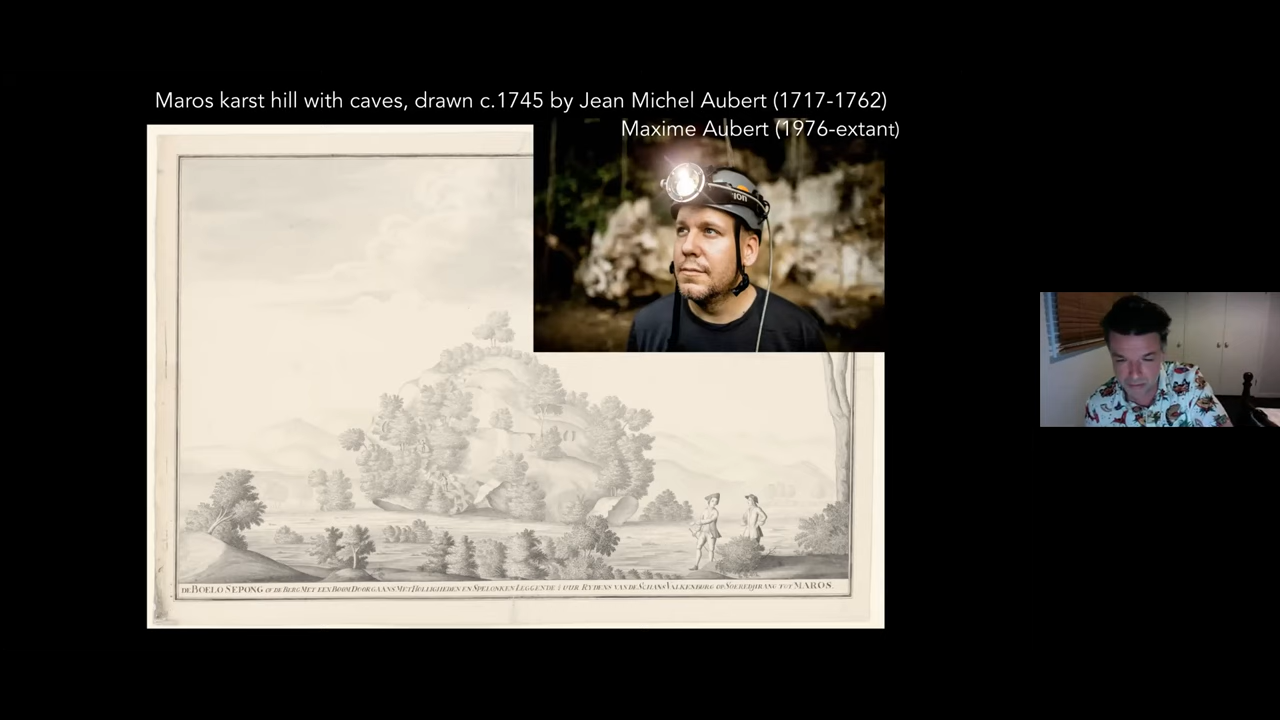 Maros karst hill with caves, drawn c.1745 by Jean Michel Aubert (1717-1762)
Maxime Aubert (1976-extant)
ION
DE BOELO SEPONG OF DE BERG MET EEN BOOM DOORGAANS MET HOLLIGHEDEN EN SPELONKEN LEGGENDE UUR RYDENS VAN DE SCHANS VALKENBURG OP TOT MAROS.